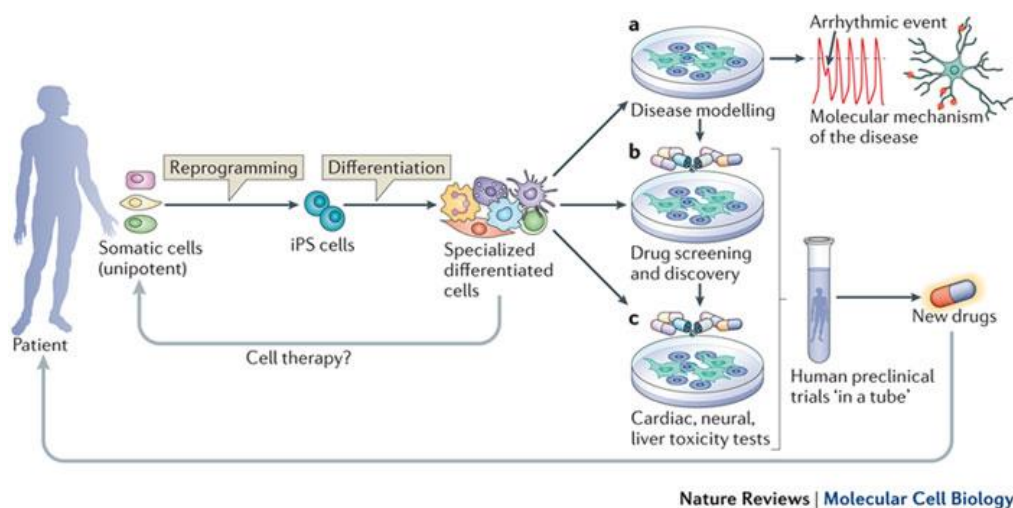 a
Arrhythmic event
Disease modelling
Molecular mechanism
of the disease
Reprogramming
Differentiation
b
Somatic cells
(unipotent)
iPS cells
Specialized
differentiated
cells
Drug screening
and discovery
c
New drugs
Patient
Cell therapy?
Human preclinical
trials 'in a tube'
Cardiac, neural,
liver toxicity tests
Nature Reviews | Molecular Cell Biology